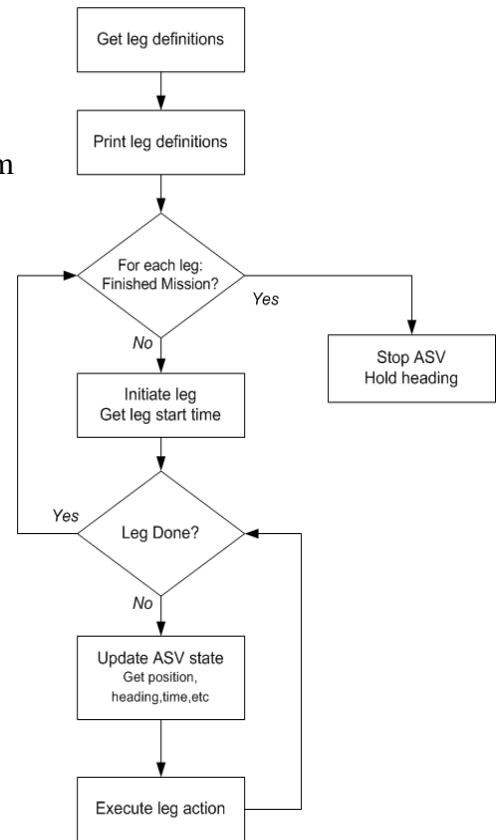 Get leg definitions
Print leg definitions
For each leg:
Finished Mission?
Yes
No
Initiate leg
Get leg start time
Stop ASV
Hold heading
Leg Done?
Yes
No
Update ASV state
Get position,
heading,time,etc
Execute leg action